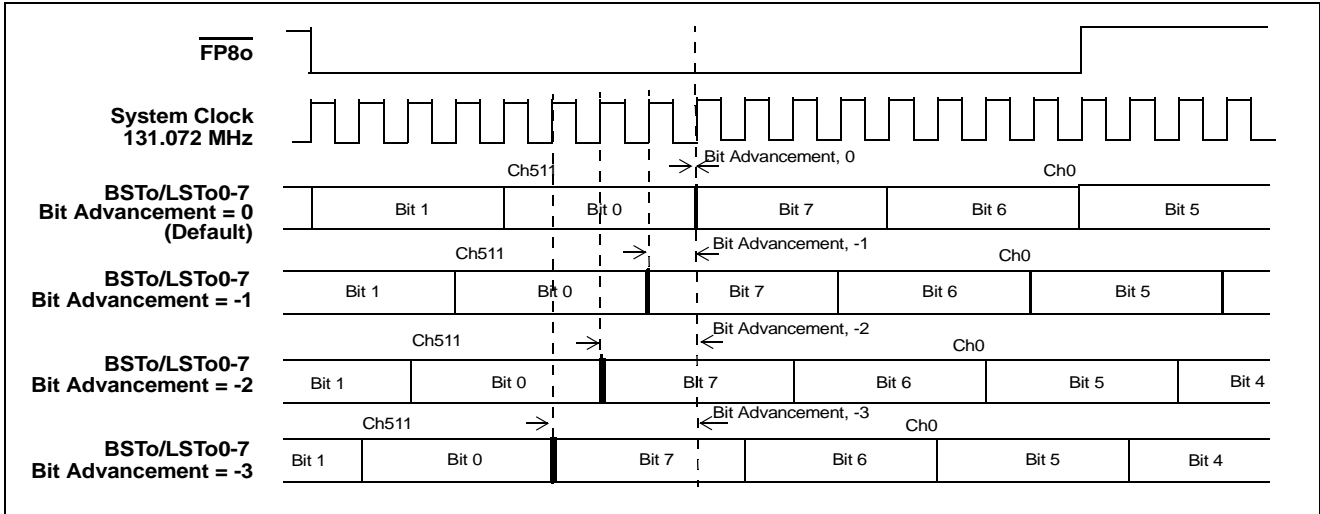 FP8o
System Clock
131.072 MHz
Bit Advancement, 0
Ch511
Ch0
BSTo/LSTo0-7
Bit Advancement = 0
(Default)
Bit 1
Bit 0
Bit 7
Bit 6
Bit 5
Bit Advancement, -1
Ch511
Ch0
BSTo/LSTo0-7
Bit Advancement = -1
Bit 1
Bit 0
Bit 7
Bit 6
Bit 5
Bit Advancement, -2
Ch511
Ch0
BSTo/LSTo0-7
Bit Advancement = -2
Bit 1
Bit 0
Bit 7
Bit 6
Bit 5
Bit 4
Bit Advancement, -3
Ch511
Ch0
BSTo/LSTo0-7
Bit Advancement = -3
Bit 1
Bit 0
Bit 7
Bit 6
Bit 5
Bit 4